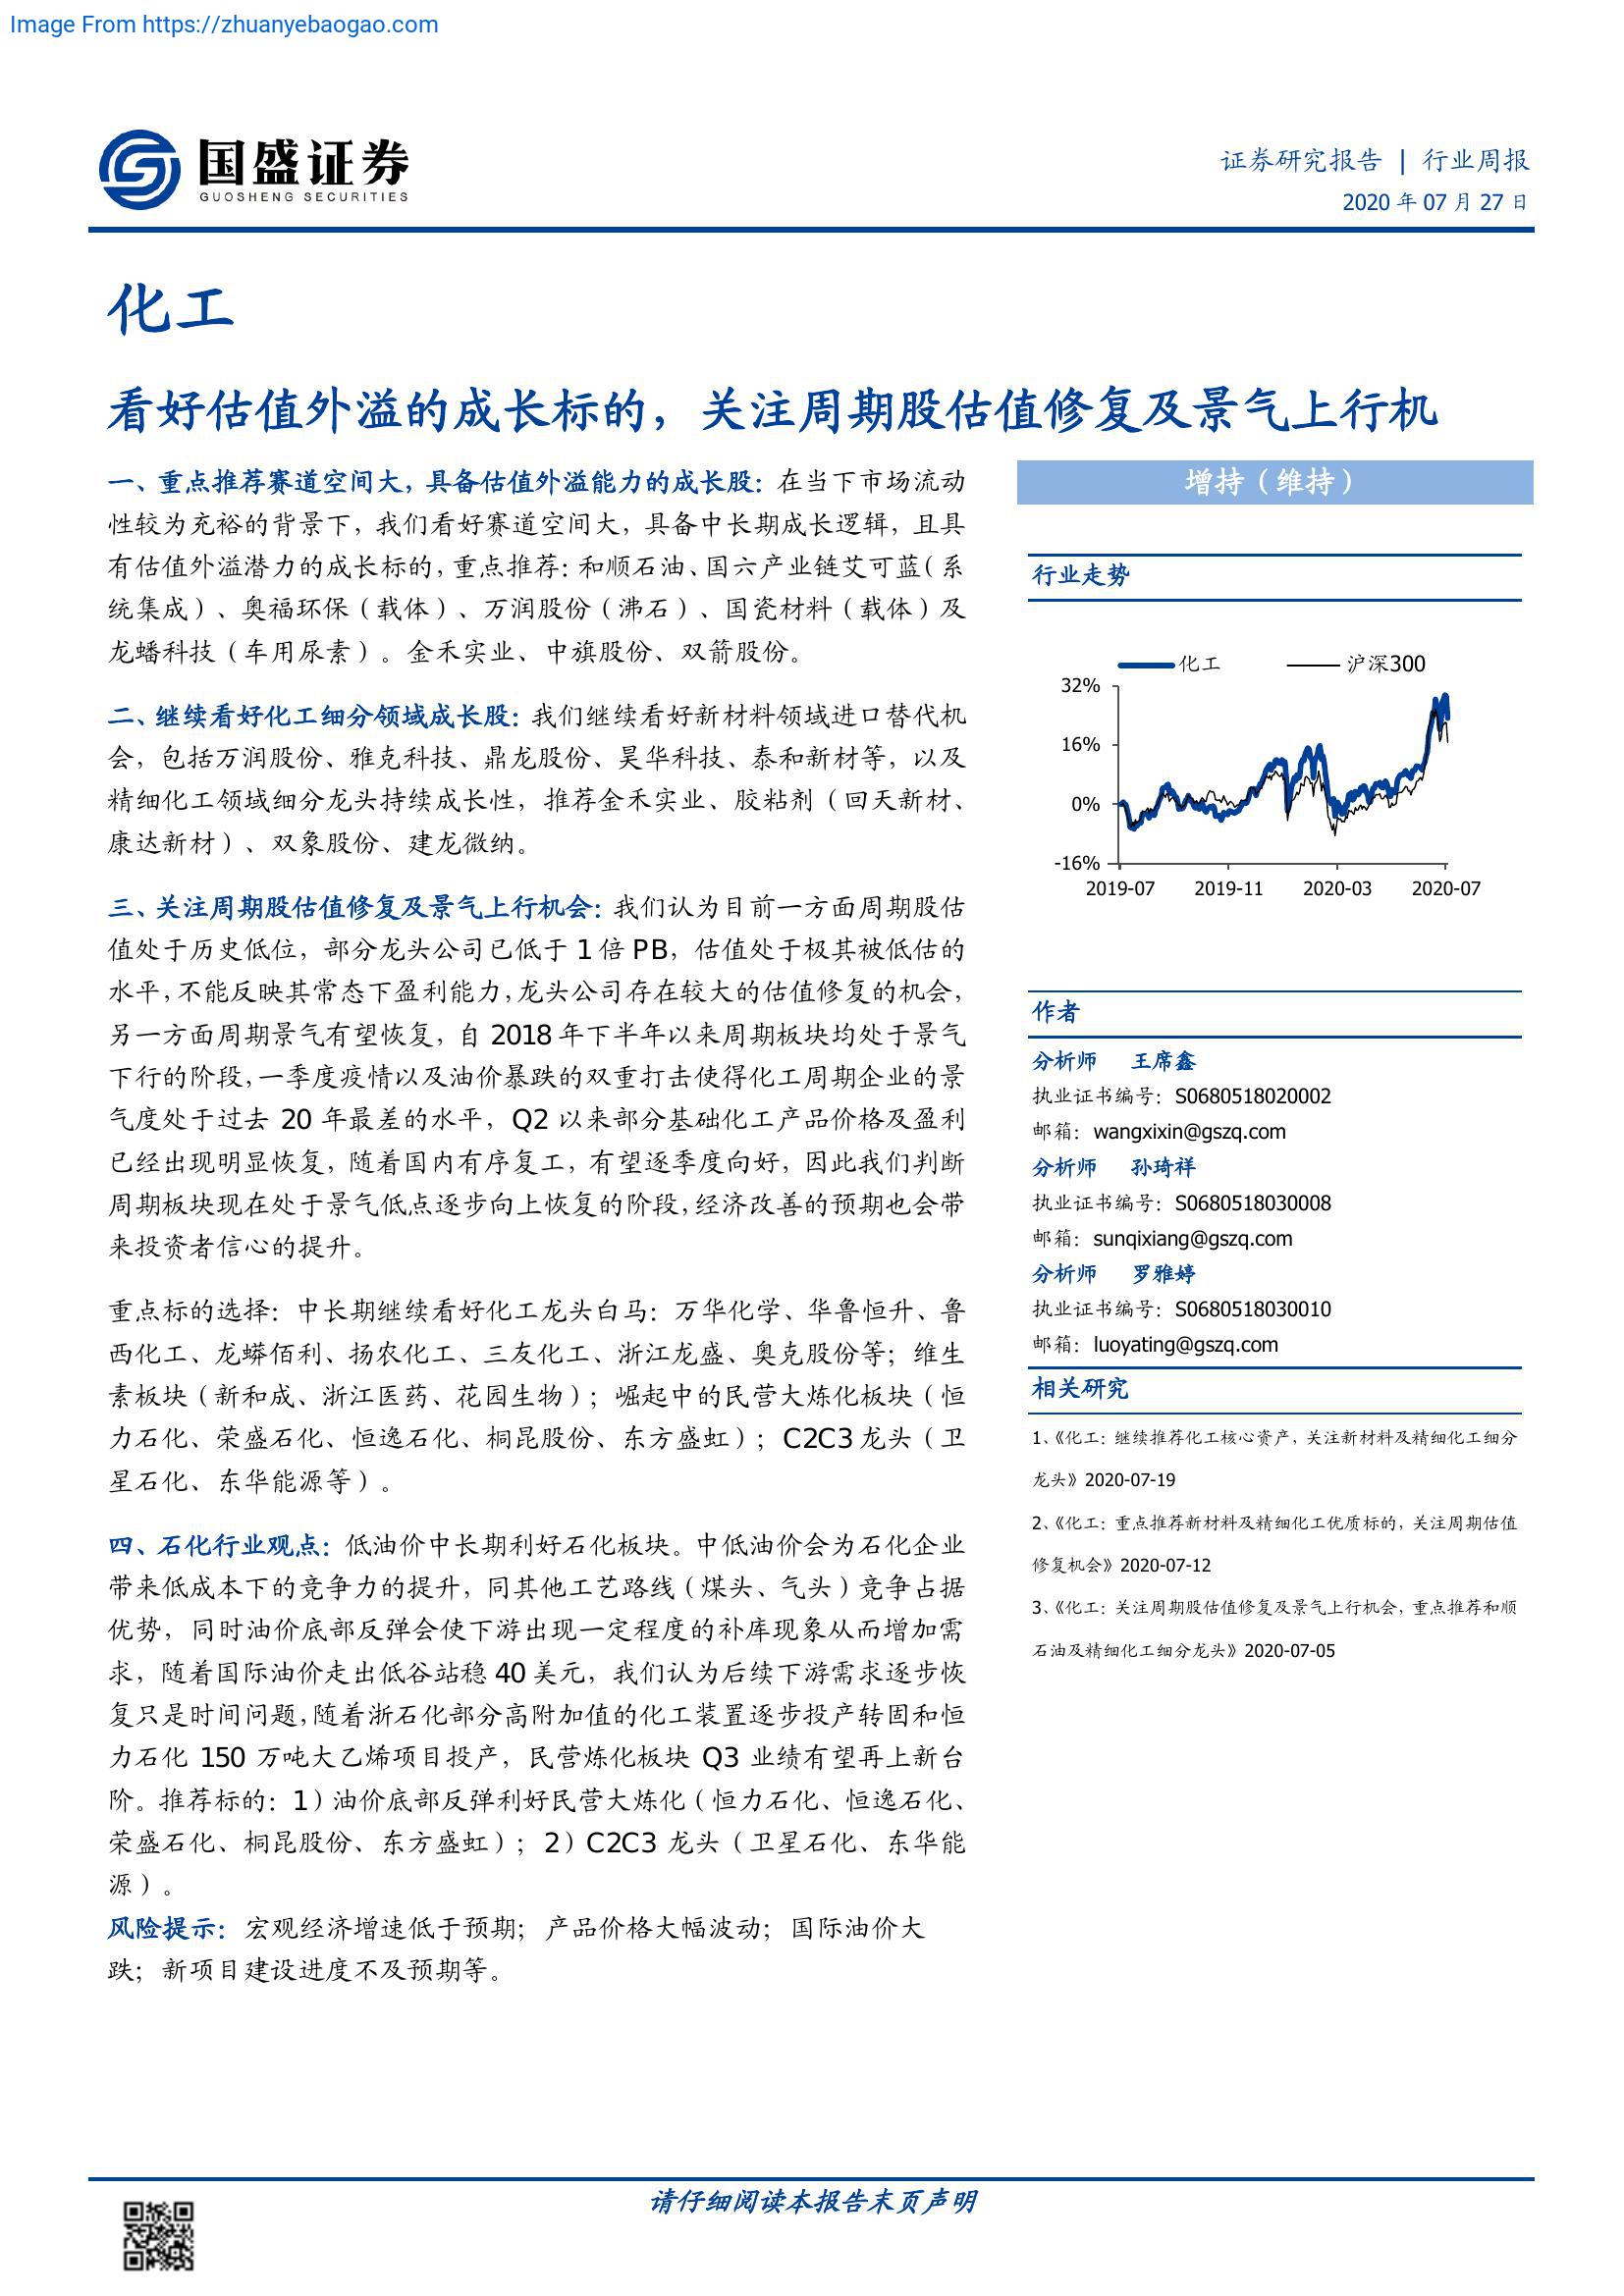 Image From https://zhuanyebaogao.com
国盛证券
GUOSHENG SECURITIES
证券研究报告 | 行业周报
2020 年 07 月 27 日
化工
看好估值外溢的成长标的，关注周期股估值修复及景气上行机
一、重点推荐赛道空间大，具备估值外溢能力的成长股：在当下市场流动
性较为充裕的背景下，我们看好赛道空间大，具备中长期成长逻辑，且具
有估值外溢潜力的成长标的，重点推荐：和顺石油、国六产业链艾可蓝（系
统集成）、奥福环保（载体）、万润股份（沸石）、国瓷材料（载体）及
龙蟠科技（车用尿素）。金禾实业、中旗股份、双箭股份。
二、继续看好化工细分领域成长股：我们继续看好新材料领域进口替代机
会，包括万润股份、雅克科技、鼎龙股份、昊华科技、泰和新材等，以及
精细化工领域细分龙头持续成长性，推荐金禾实业、胶粘剂（回天新材、
康达新材）、双象股份、建龙微纳。
三、关注周期股估值修复及景气上行机会：我们认为目前一方面周期股估
值处于历史低位，部分龙头公司已低于 1 倍 PB，估值处于极其被低估的
水平，不能反映其常态下盈利能力，龙头公司存在较大的估值修复的机会，
另一方面周期景气有望恢复，自 2018 年下半年以来周期板块均处于景气
下行的阶段，一季度疫情以及油价暴跌的双重打击使得化工周期企业的景
气度处于过去 20 年最差的水平，Q2 以来部分基础化工产品价格及盈利
已经出现明显恢复，随着国内有序复工，有望逐季度向好，因此我们判断
周期板块现在处于景气低点逐步向上恢复的阶段，经济改善的预期也会带
来投资者信心的提升。
重点标的选择：中长期继续看好化工龙头白马：万华化学、华鲁恒升、鲁
西化工、龙蟒佰利、扬农化工、三友化工、浙江龙盛、奥克股份等；维生
素板块（新和成、浙江医药、花园生物）；崛起中的民营大炼化板块（恒
力石化、荣盛石化、恒逸石化、桐昆股份、东方盛虹）；C2C3 龙头（卫
星石化、东华能源等）。
四、石化行业观点：低油价中长期利好石化板块。中低油价会为石化企业
带来低成本下的竞争力的提升，同其他工艺路线（煤头、气头）竞争占据
优势，同时油价底部反弹会使下游出现一定程度的补库现象从而增加需
求，随着国际油价走出低谷站稳 40 美元，我们认为后续下游需求逐步恢
复只是时间问题，随着浙石化部分高附加值的化工装置逐步投产转固和恒
力石化 150 万吨大乙烯项目投产，民营炼化板块 Q3 业绩有望再上新台
阶。推荐标的：1）油价底部反弹利好民营大炼化（恒力石化、恒逸石化、
荣盛石化、桐昆股份、东方盛虹）；2）C2C3 龙头（卫星石化、东华能
源）。
风险提示：宏观经济增速低于预期；产品价格大幅波动；国际油价大
跌；新项目建设进度不及预期等。
增持（维持）
行业走势
化工 沪深300
32%
16%
0%
-16%
2019-07 2019-11 2020-03 2020-07
作者
分析师 王席鑫
执业证书编号：S0680518020002
邮箱：wangxixin@gszq.com
分析师 孙琦祥
执业证书编号：S0680518030008
邮箱：sunqixiang@gszq.com
分析师 罗雅婷
执业证书编号：S0680518030010
邮箱：luoyating@gszq.com
相关研究
1、《化工：继续推荐化工核心资产，关注新材料及精细化工细分
龙头》2020-07-19
2、《化工：重点推荐新材料及精细化工优质标的，关注周期估值
修复机会》2020-07-12
3、《化工：关注周期股估值修复及景气上行机会，重点推荐和顺
石油及精细化工细分龙头》2020-07-05
请仔细阅读本报告末页声明